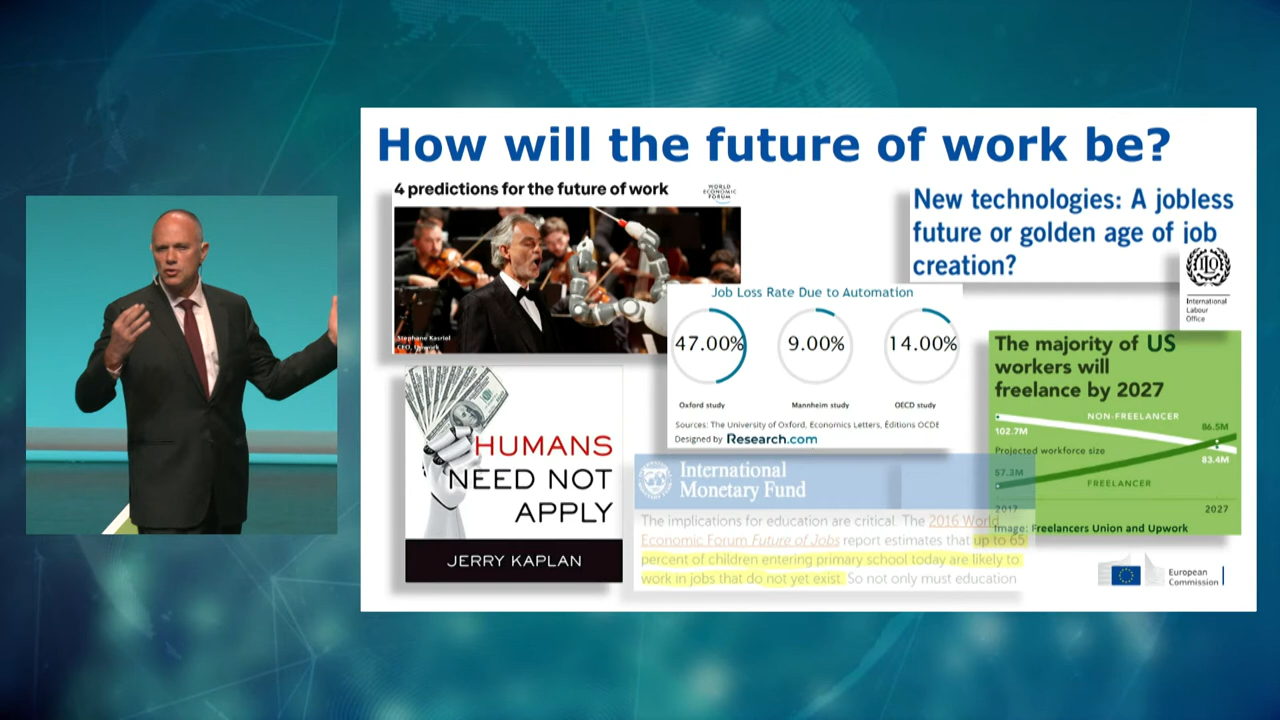 How will the future of work be?
4 predictions for the future of work
WORLD
ECONOMIC
FORUM
Stephane Kasriel
CEO, Upwork
New technologies: A jobless
future or golden age of job
creation?
International
Labour
Office
Job Loss Rate Due to Automation
47.00%
9.00%
14.00%
Oxford study
Mannheim study
OECD study
Sources: The University of Oxford, Economics Letters, Éditions OCDE
Designed by Research.com
The majority of US
workers will
freelance by 2027
NON-FREELANCER
102.7M
86.5M
Projected workforce size
83.4M
57.3M
FREELANCER
2017
2027
Image: Freelancers Union and Upwork
HUMANS
NEED NOT
APPLY
JERRY KAPLAN
International
Monetary Fund
The implications for education are critical. The 2016 World
Economic Forum Future of Jobs report estimates that up to 65
percent of children entering primary school today are likely to
work in jobs that do not yet exist. So not only must education
European
Commission